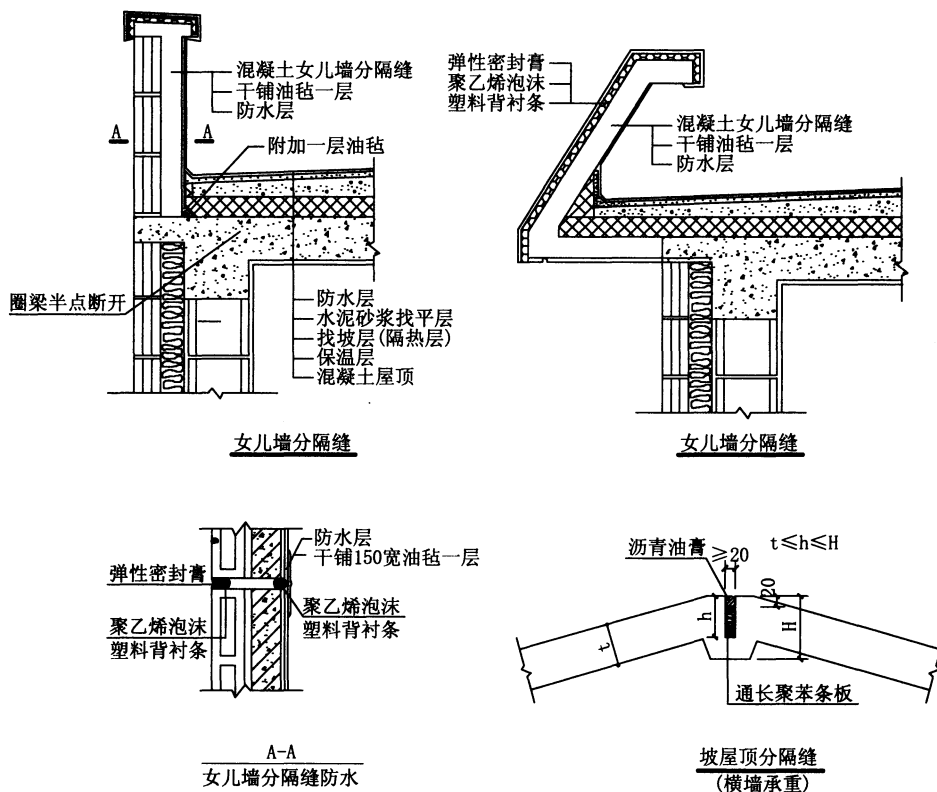 混凝土女儿墙分隔缝
干铺油毡一层
防水层
A
A
附加一层油毡
圈梁半点断开
防水层
水泥砂浆找平层
找坡层(隔热层)
保温层
混凝土屋顶
女儿墙分隔缝
弹性密封膏
聚乙烯泡沫
塑料背衬条
混凝土女儿墙分隔缝
干铺油毡一层
防水层
女儿墙分隔缝
防水层
干铺150宽油毡一层
弹性密封膏
聚乙烯泡沫
塑料背衬条
聚乙烯泡沫
塑料背衬条
A-A
女儿墙分隔缝防水
沥青油膏
≥20
t≤h≤H
20
h
H
t
通长聚苯条板
坡屋顶分隔缝
(横墙承重)